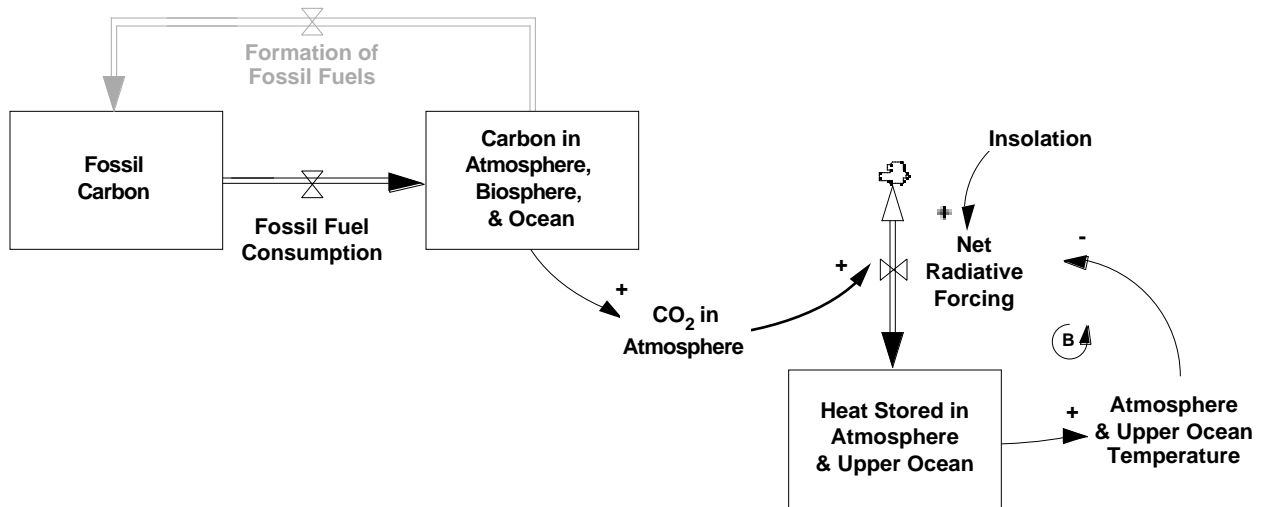 Formation of
Fossil Fuels
Fossil
Carbon
Fossil Fuel
Consumption
Carbon in
Atmosphere,
Biosphere,
& Ocean
+
CO2 in
Atmosphere
+
Insolation
+
Net
Radiative
Forcing
-
B
Heat Stored in
Atmosphere
& Upper Ocean
+
Atmosphere
& Upper Ocean
Temperature